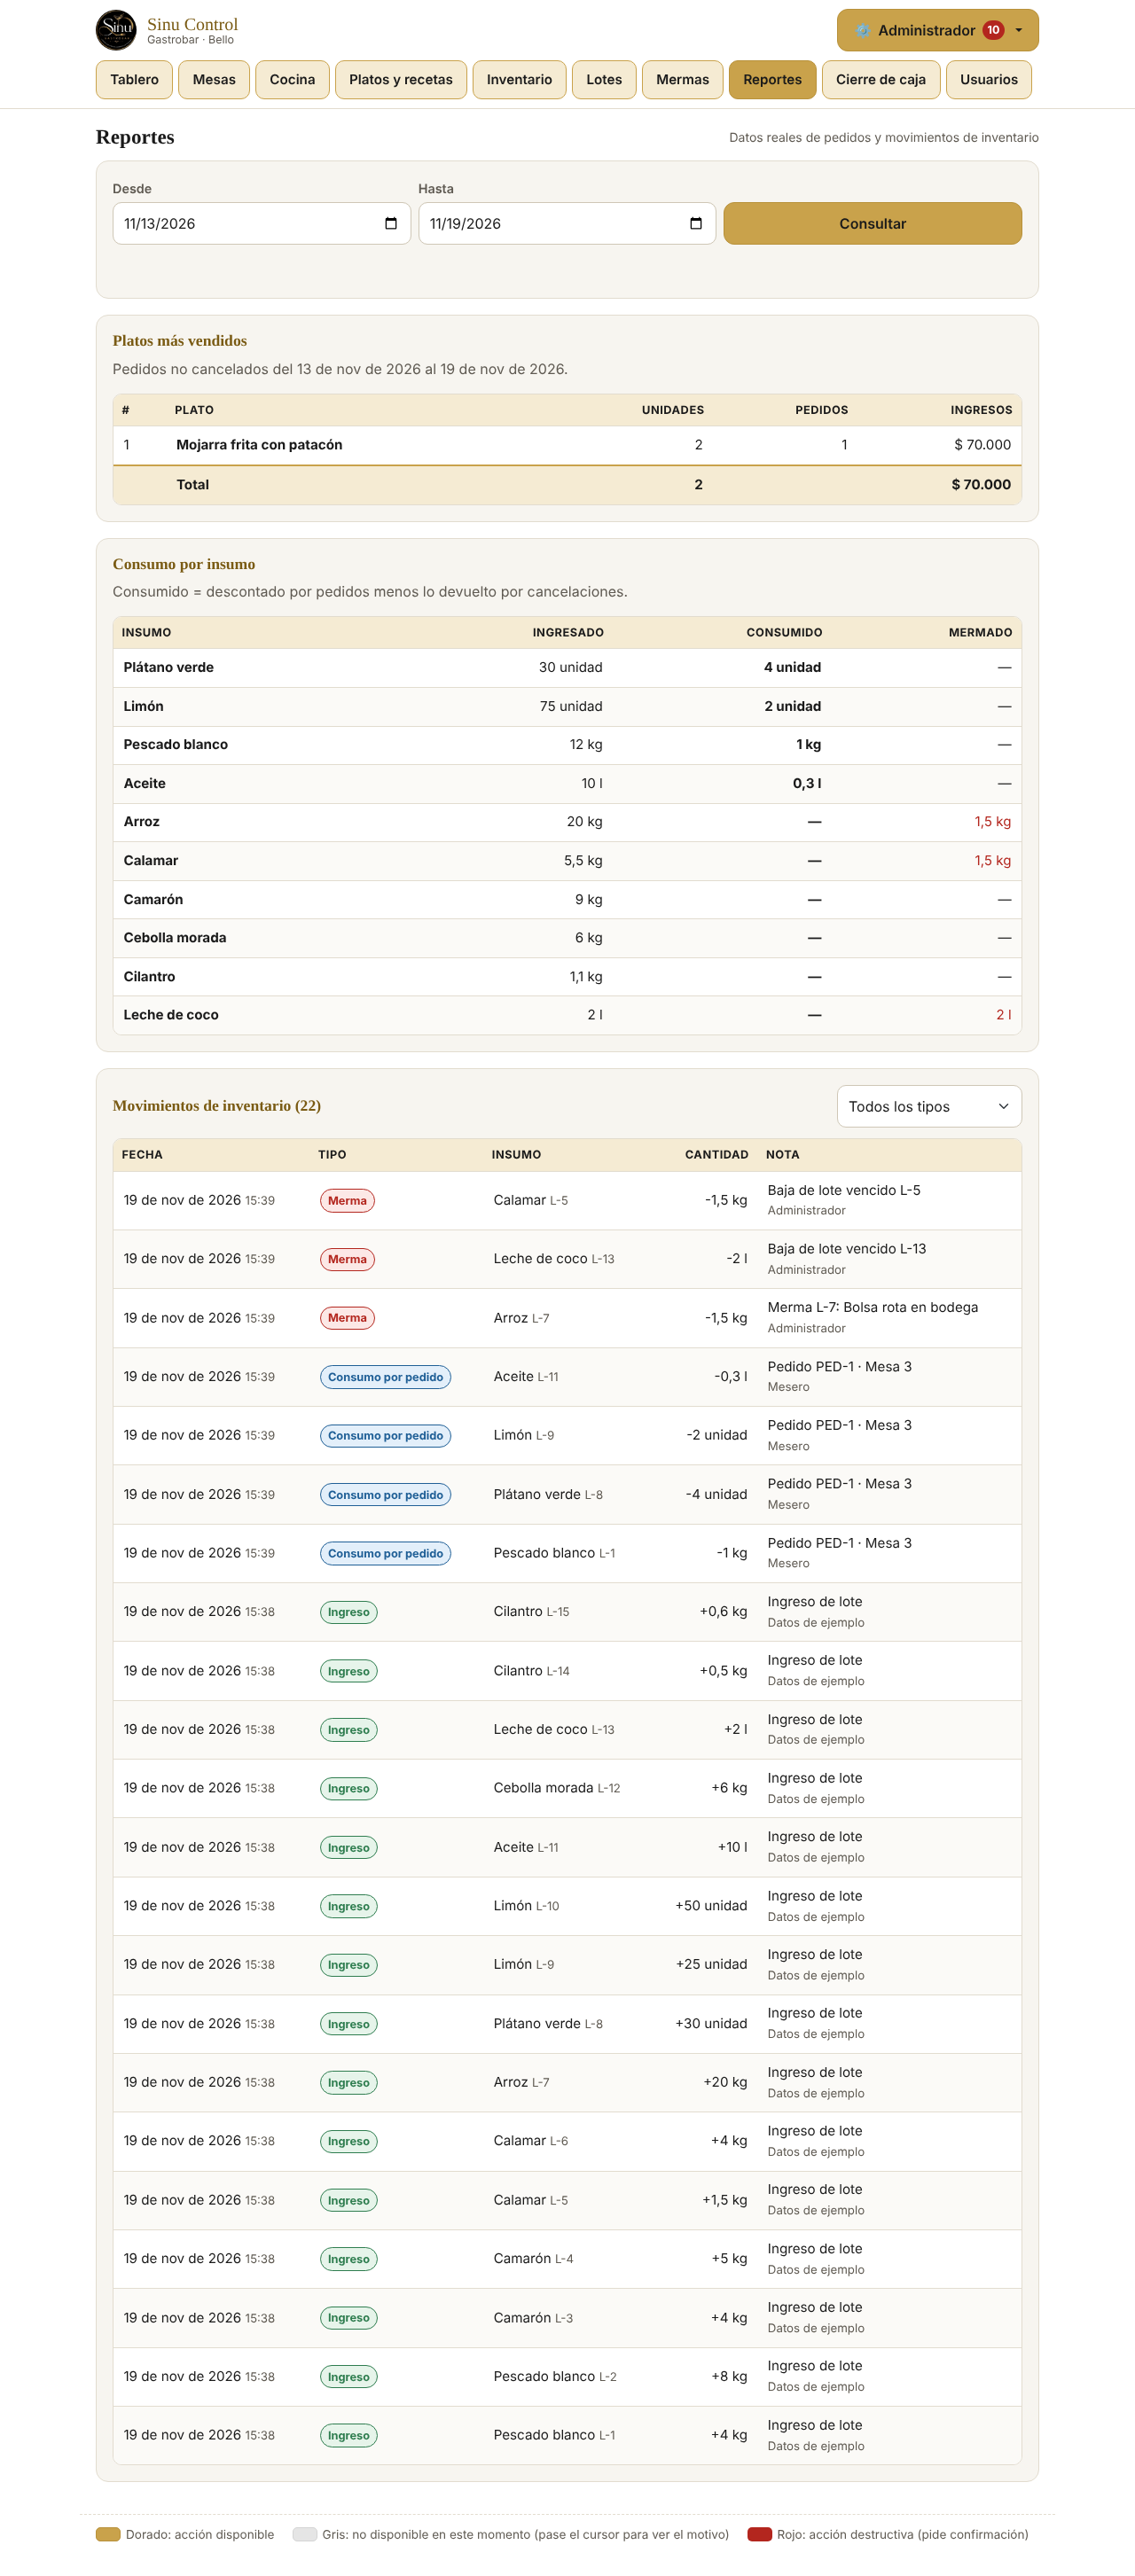 Sinu
Sinu Control
Gastrobar · Bello
Administrador 10
Tablero Mesas Cocina Platos y recetas Inventario Lotes Mermas Reportes Cierre de caja Usuarios
Reportes
Datos reales de pedidos y movimientos de inventario
Desde Hasta
11/13/2026 11/19/2026 Consultar
Platos más vendidos
Pedidos no cancelados del 13 de nov de 2026 al 19 de nov de 2026.
# PLATO UNIDADES PEDIDOS INGRESOS
1 Mojarra frita con patacón 2 1 $ 70.000
Total 2 $ 70.000
Consumo por insumo
Consumido = descontado por pedidos menos lo devuelto por cancelaciones.
INSUMO INGRESADO CONSUMIDO MERMADO
Plátano verde 30 unidad 4 unidad —
Limón 75 unidad 2 unidad —
Pescado blanco 12 kg 1 kg —
Aceite 10 l 0,3 l —
Arroz 20 kg — 1,5 kg
Calamar 5,5 kg — 1,5 kg
Camarón 9 kg — —
Cebolla morada 6 kg — —
Cilantro 1,1 kg — —
Leche de coco 2 l — 2 l
Movimientos de inventario (22)
Todos los tipos
FECHA TIPO INSUMO CANTIDAD NOTA
19 de nov de 2026 15:39 Merma Calamar L-5 -1,5 kg Baja de lote vencido L-5
Administrador
19 de nov de 2026 15:39 Merma Leche de coco L-13 -2 l Baja de lote vencido L-13
Administrador
19 de nov de 2026 15:39 Merma Arroz L-7 -1,5 kg Merma L-7: Bolsa rota en bodega
Administrador
19 de nov de 2026 15:39 Consumo por pedido Aceite L-11 -0,3 l Pedido PED-1 · Mesa 3
Mesero
19 de nov de 2026 15:39 Consumo por pedido Limón L-9 -2 unidad Pedido PED-1 · Mesa 3
Mesero
19 de nov de 2026 15:39 Consumo por pedido Plátano verde L-8 -4 unidad Pedido PED-1 · Mesa 3
Mesero
19 de nov de 2026 15:39 Consumo por pedido Pescado blanco L-1 -1 kg Pedido PED-1 · Mesa 3
Mesero
19 de nov de 2026 15:38 Ingreso Cilantro L-15 +0,6 kg Ingreso de lote
Datos de ejemplo
19 de nov de 2026 15:38 Ingreso Cilantro L-14 +0,5 kg Ingreso de lote
Datos de ejemplo
19 de nov de 2026 15:38 Ingreso Leche de coco L-13 +2 l Ingreso de lote
Datos de ejemplo
19 de nov de 2026 15:38 Ingreso Cebolla morada L-12 +6 kg Ingreso de lote
Datos de ejemplo
19 de nov de 2026 15:38 Ingreso Aceite L-11 +10 l Ingreso de lote
Datos de ejemplo
19 de nov de 2026 15:38 Ingreso Limón L-10 +50 unidad Ingreso de lote
Datos de ejemplo
19 de nov de 2026 15:38 Ingreso Limón L-9 +25 unidad Ingreso de lote
Datos de ejemplo
19 de nov de 2026 15:38 Ingreso Plátano verde L-8 +30 unidad Ingreso de lote
Datos de ejemplo
19 de nov de 2026 15:38 Ingreso Arroz L-7 +20 kg Ingreso de lote
Datos de ejemplo
19 de nov de 2026 15:38 Ingreso Calamar L-6 +4 kg Ingreso de lote
Datos de ejemplo
19 de nov de 2026 15:38 Ingreso Calamar L-5 +1,5 kg Ingreso de lote
Datos de ejemplo
19 de nov de 2026 15:38 Ingreso Camarón L-4 +5 kg Ingreso de lote
Datos de ejemplo
19 de nov de 2026 15:38 Ingreso Camarón L-3 +4 kg Ingreso de lote
Datos de ejemplo
19 de nov de 2026 15:38 Ingreso Pescado blanco L-2 +8 kg Ingreso de lote
Datos de ejemplo
19 de nov de 2026 15:38 Ingreso Pescado blanco L-1 +4 kg Ingreso de lote
Datos de ejemplo
Dorado: acción disponible Gris: no disponible en este momento (pase el cursor para ver el motivo) Rojo: acción destructiva (pide confirmación)